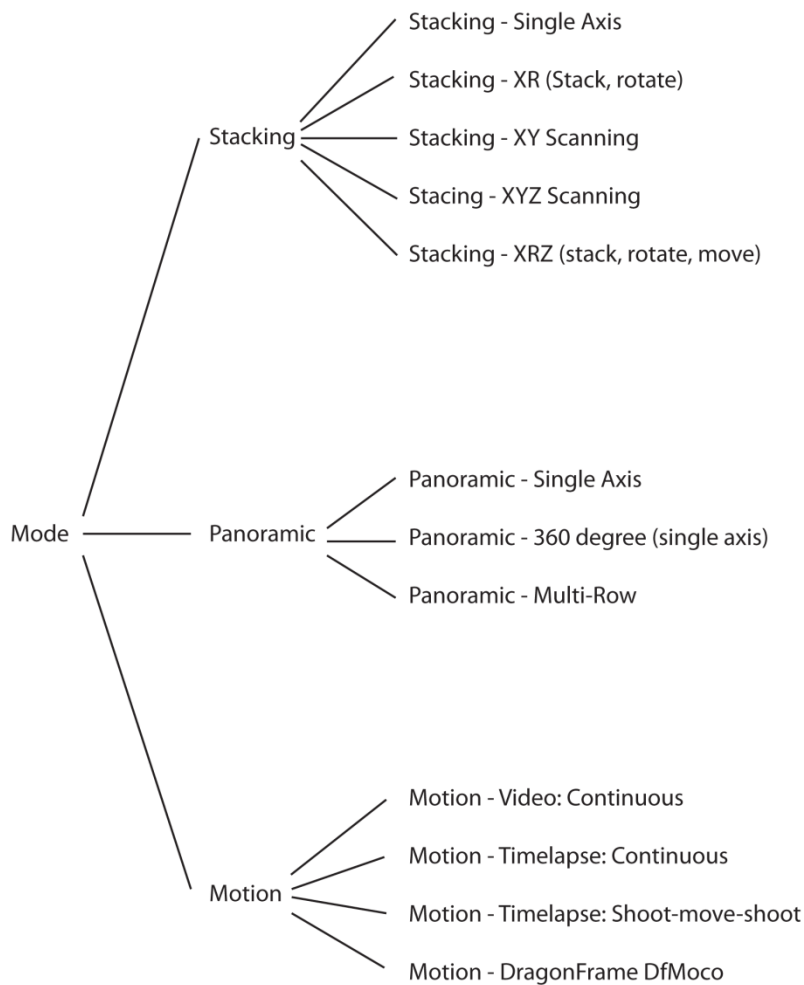 Stacking - Single Axis
Stacking - XR (Stack, rotate)
Stacking
Stacking - XY Scanning
Stacing - XYZ Scanning
Stacking - XRZ (stack, rotate, move)
Panoramic - Single Axis
Mode
Panoramic
Panoramic - 360 degree (single axis)
Panoramic - Multi-Row
Motion - Video: Continuous
Motion - Timelapse: Continuous
Motion
Motion - Timelapse: Shoot-move-shoot
Motion - DragonFrame DfMoco